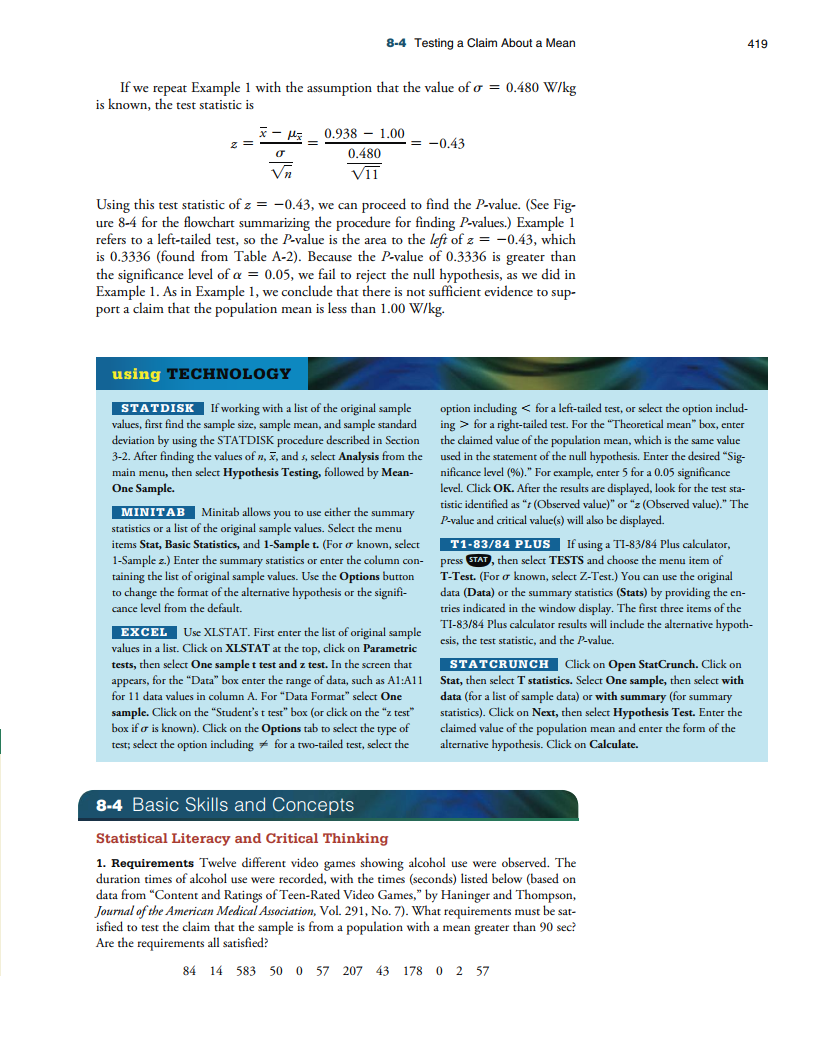 8-4 Testing a Claim About a Mean 419
If we repeat Example 1 with the assumption that the value of σ = 0.480 W/kg
is known, the test statistic is
z = (x̄ − μx̄) / (σ / √n) = (0.938 − 1.00) / (0.480 / √11) = −0.43
Using this test statistic of z = −0.43, we can proceed to find the P-value. (See Fig-
ure 8-4 for the flowchart summarizing the procedure for finding P-values.) Example 1
refers to a left-tailed test, so the P-value is the area to the left of z = −0.43, which
is 0.3336 (found from Table A-2). Because the P-value of 0.3336 is greater than
the significance level of α = 0.05, we fail to reject the null hypothesis, as we did in
Example 1. As in Example 1, we conclude that there is not sufficient evidence to sup-
port a claim that the population mean is less than 1.00 W/kg.
using TECHNOLOGY
STATDISK If working with a list of the original sample
values, first find the sample size, sample mean, and sample standard
deviation by using the STATDISK procedure described in Section
3-2. After finding the values of n, x̄, and s, select Analysis from the
main menu, then select Hypothesis Testing, followed by Mean-
One Sample.
MINITAB Minitab allows you to use either the summary
statistics or a list of the original sample values. Select the menu
items Stat, Basic Statistics, and 1-Sample t. (For σ known, select
1-Sample z.) Enter the summary statistics or enter the column con-
taining the list of original sample values. Use the Options button
to change the format of the alternative hypothesis or the signifi-
cance level from the default.
EXCEL Use XLSTAT. First enter the list of original sample
values in a list. Click on XLSTAT at the top, click on Parametric
tests, then select One sample t test and z test. In the screen that
appears, for the “Data” box enter the range of data, such as A1:A11
for 11 data values in column A. For “Data Format” select One
sample. Click on the “Student’s t test” box (or click on the “z test”
box if σ is known). Click on the Options tab to select the type of
test; select the option including ≠ for a two-tailed test, select the
option including < for a left-tailed test, or select the option includ-
ing > for a right-tailed test. For the “Theoretical mean” box, enter
the claimed value of the population mean, which is the same value
used in the statement of the null hypothesis. Enter the desired “Sig-
nificance level (%).” For example, enter 5 for a 0.05 significance
level. Click OK. After the results are displayed, look for the test sta-
tistic identified as “t (Observed value)” or “z (Observed value).” The
P-value and critical value(s) will also be displayed.
T1-83/84 PLUS If using a TI-83/84 Plus calculator,
press STAT, then select TESTS and choose the menu item of
T-Test. (For σ known, select Z-Test.) You can use the original
data (Data) or the summary statistics (Stats) by providing the en-
tries indicated in the window display. The first three items of the
TI-83/84 Plus calculator results will include the alternative hypoth-
esis, the test statistic, and the P-value.
STATCRUNCH Click on Open StatCrunch. Click on
Stat, then select T statistics. Select One sample, then select with
data (for a list of sample data) or with summary (for summary
statistics). Click on Next, then select Hypothesis Test. Enter the
claimed value of the population mean and enter the form of the
alternative hypothesis. Click on Calculate.
8-4 Basic Skills and Concepts
Statistical Literacy and Critical Thinking
1. Requirements Twelve different video games showing alcohol use were observed. The
duration times of alcohol use were recorded, with the times (seconds) listed below (based on
data from “Content and Ratings of Teen-Rated Video Games,” by Haninger and Thompson,
Journal of the American Medical Association, Vol. 291, No. 7). What requirements must be sat-
isfied to test the claim that the sample is from a population with a mean greater than 90 sec?
Are the requirements all satisfied?
84 14 583 50 0 57 207 43 178 0 2 57